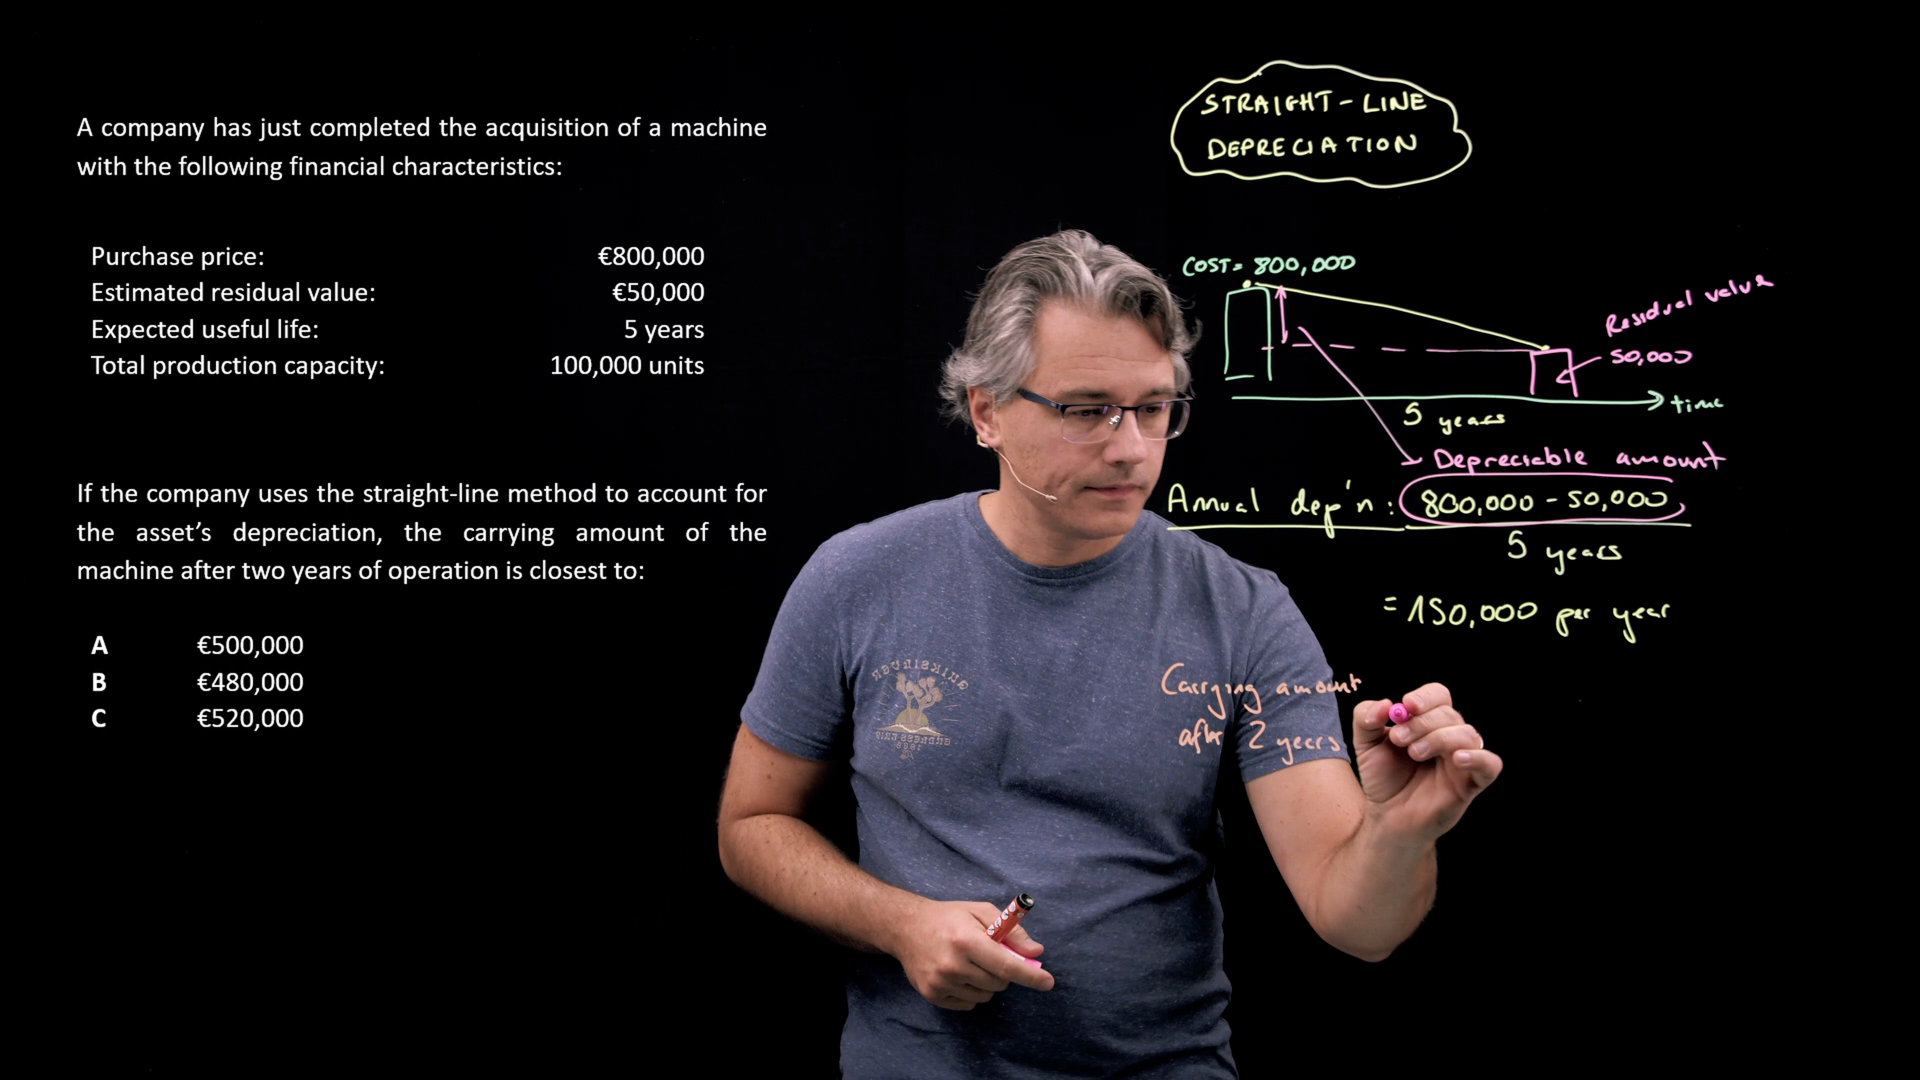 A company has just completed the acquisition of a machine
with the following financial characteristics:
Purchase price: €800,000
Estimated residual value: €50,000
Expected useful life: 5 years
Total production capacity: 100,000 units
If the company uses the straight-line method to account for
the asset’s depreciation, the carrying amount of the
machine after two years of operation is closest to:
A €500,000
B €480,000
C €520,000
STRAIGHT-LINE
DEPRECIATION
COST = 800,000
Residual value
50,000
time
5 years
Depreciable amount
Annual dep'n: 800,000 - 50,000
5 years
= 150,000 per year
Carrying amount
after 2 years
QUIKSILVER